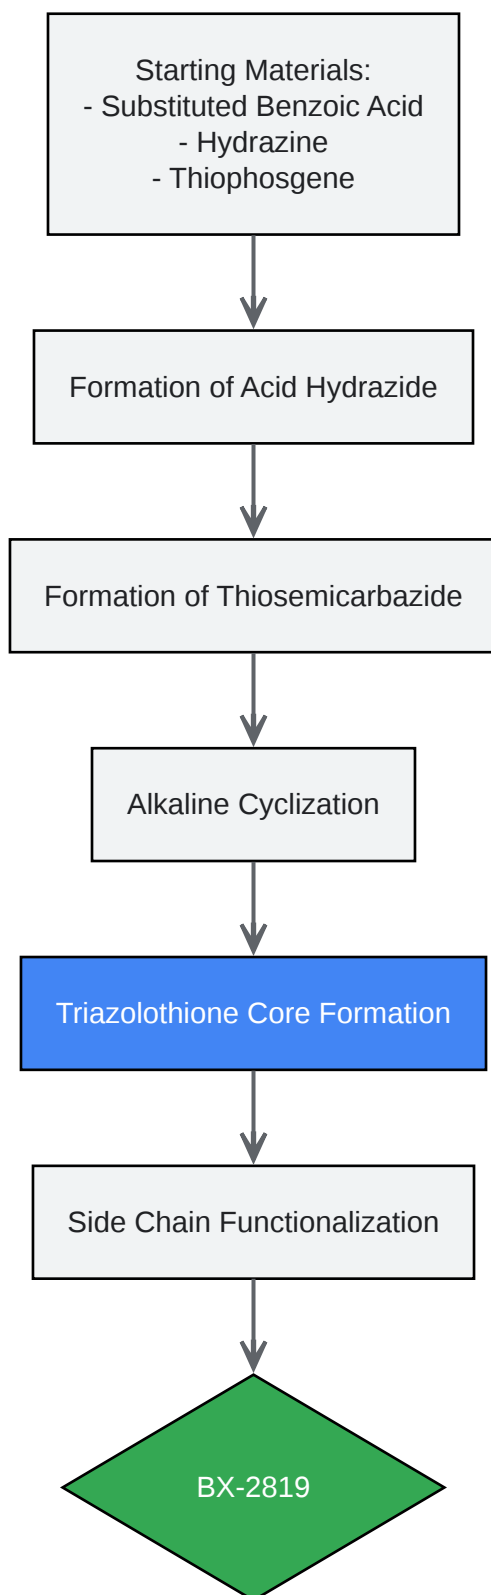 Starting Materials:
- Substituted Benzoic Acid
- Hydrazine
- Thiophosgene
Formation of Acid Hydrazide
Formation of Thiosemicarbazide
Alkaline Cyclization
Triazolothione Core Formation
Side Chain Functionalization
BX-2819